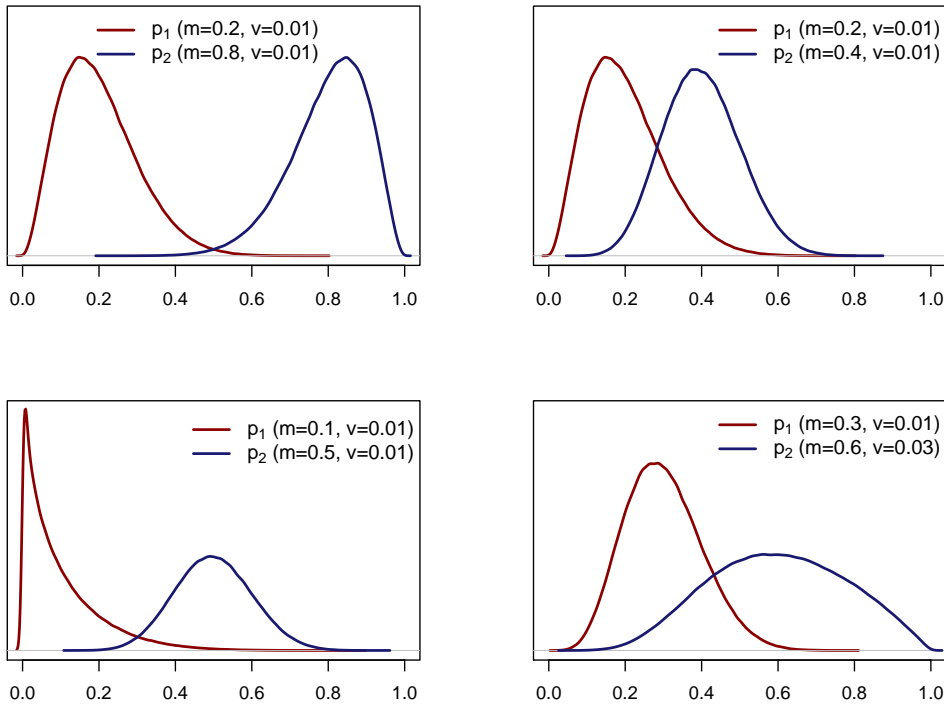 p₁ (m=0.2, v=0.01)
p₂ (m=0.8, v=0.01)
0.0 0.2 0.4 0.6 0.8 1.0
p₁ (m=0.2, v=0.01)
p₂ (m=0.4, v=0.01)
0.0 0.2 0.4 0.6 0.8 1.0
p₁ (m=0.1, v=0.01)
p₂ (m=0.5, v=0.01)
0.0 0.2 0.4 0.6 0.8 1.0
p₁ (m=0.3, v=0.01)
p₂ (m=0.6, v=0.03)
0.0 0.2 0.4 0.6 0.8 1.0